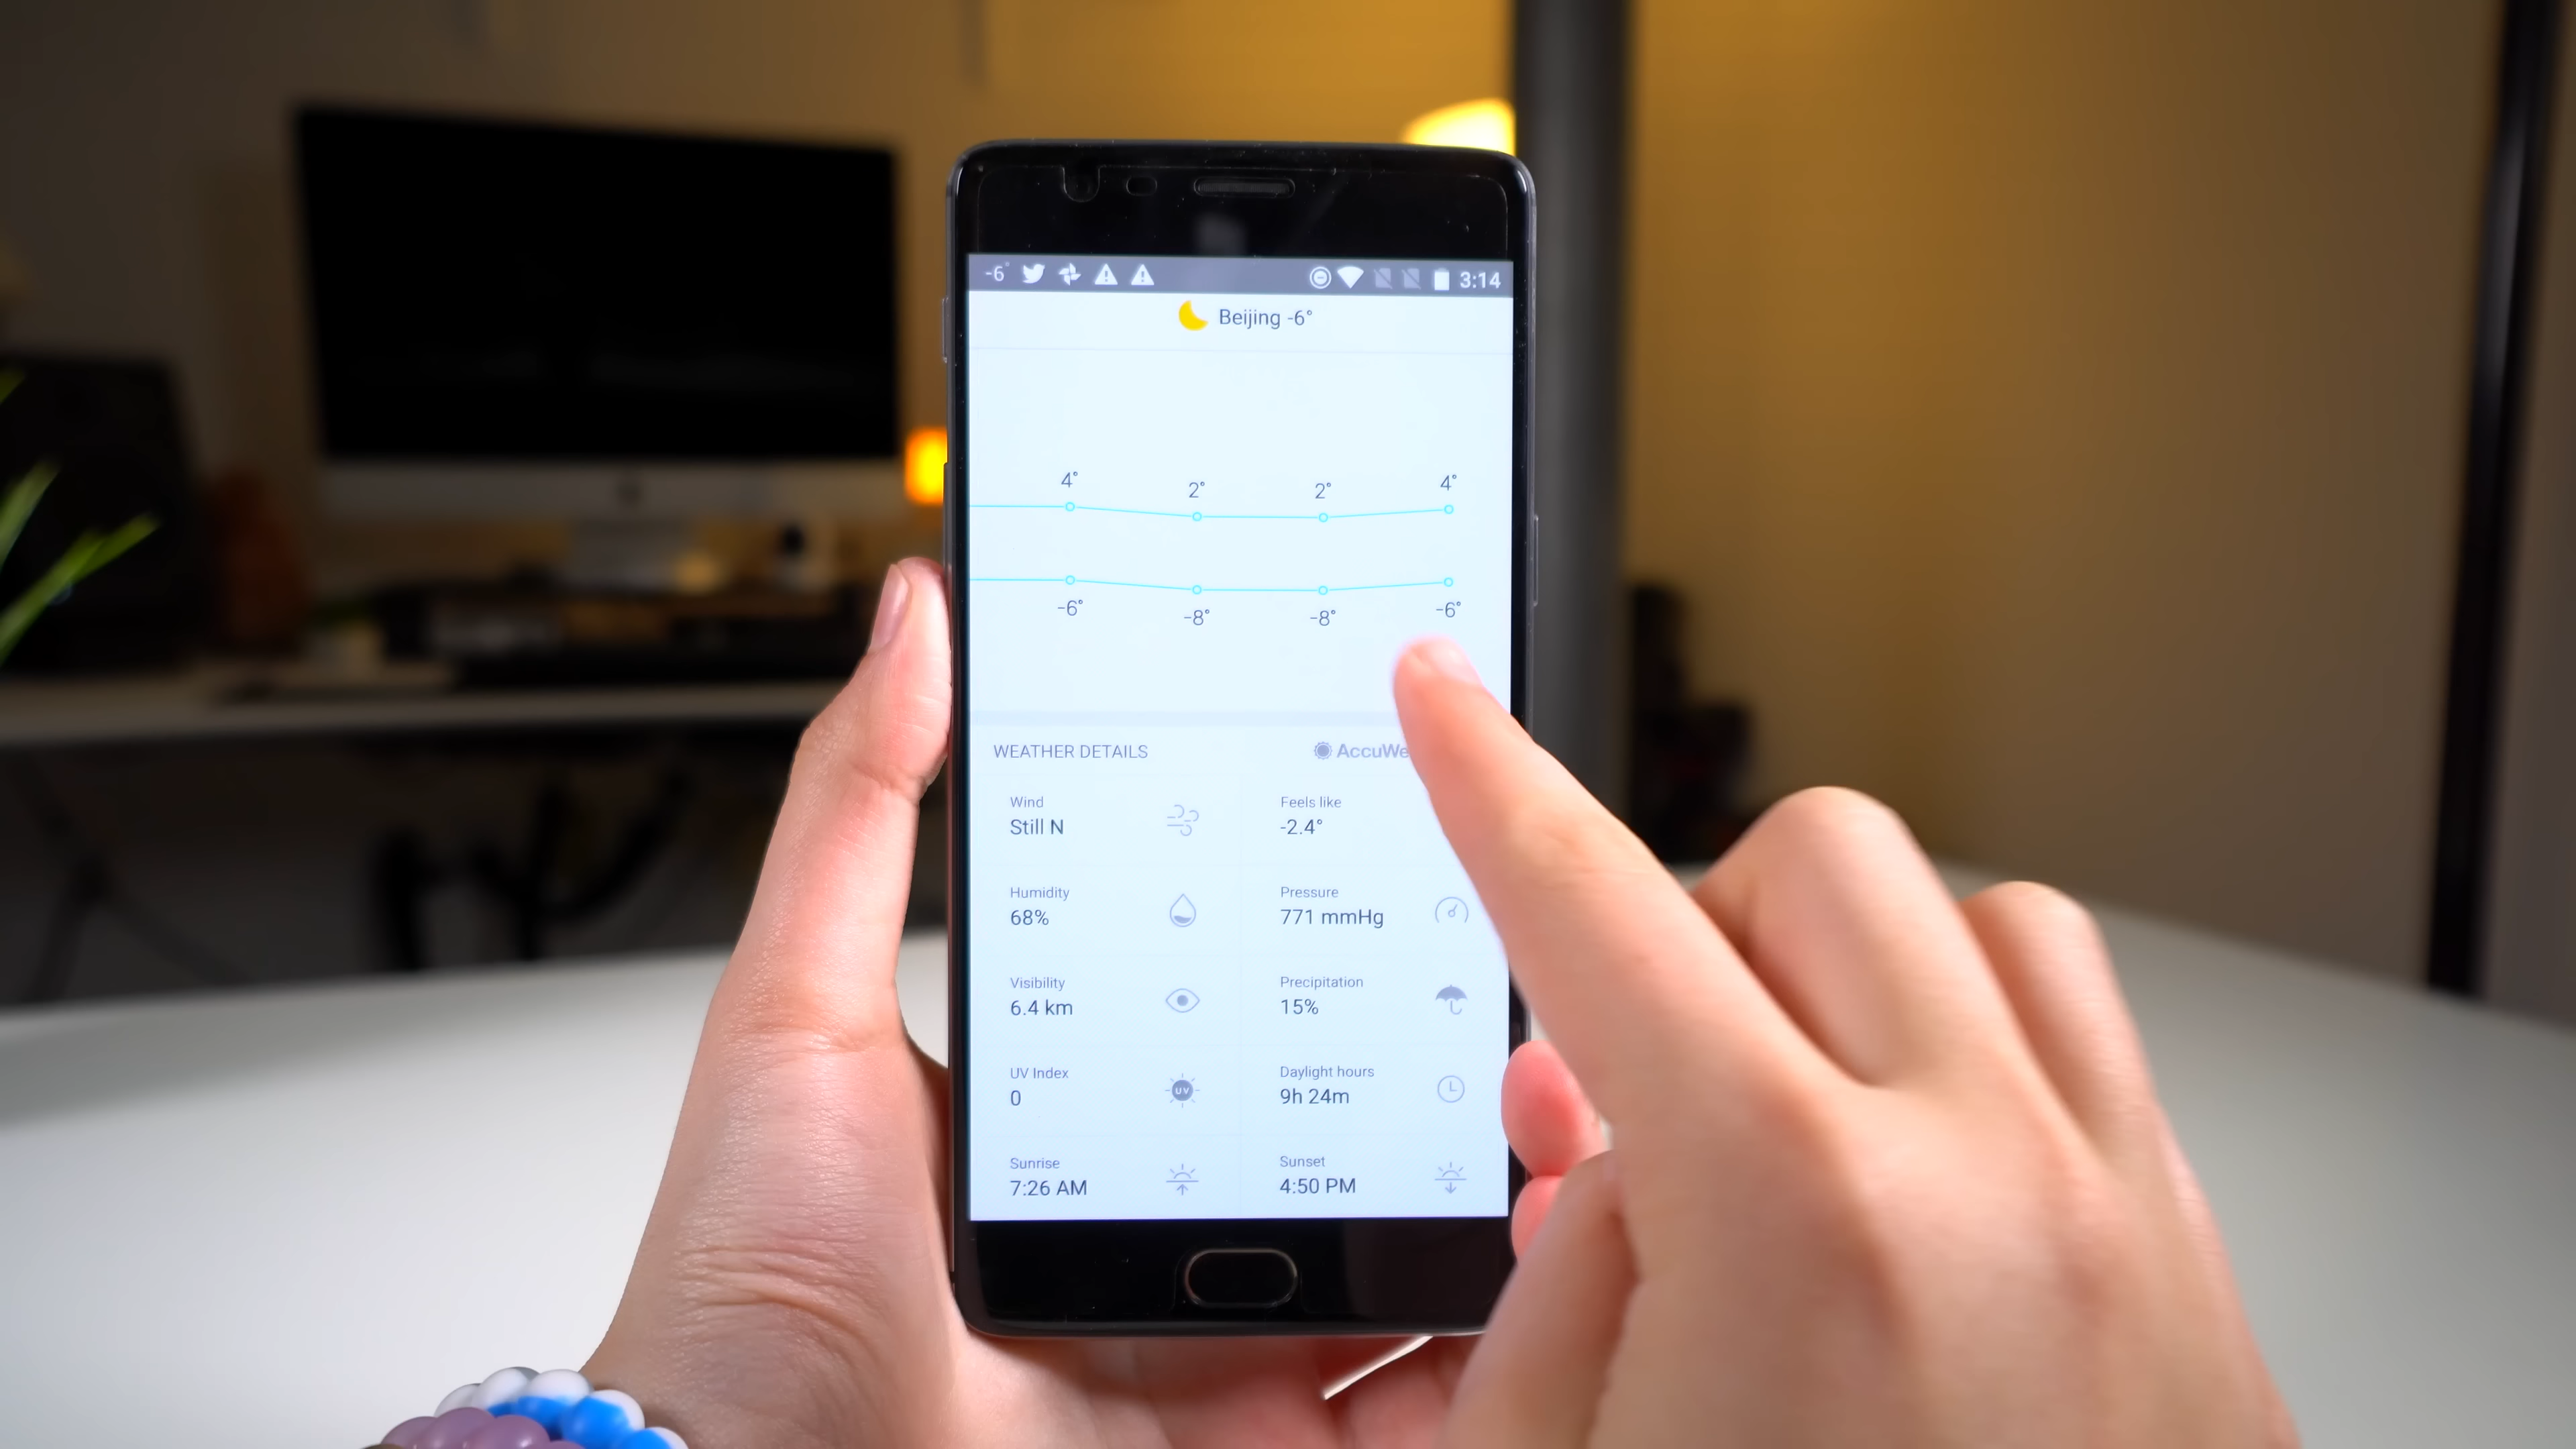 -6° 3:14
Beijing -6°
4° 2° 2° 4°
-6° -8° -8° -6°
WEATHER DETAILS
Wind
Still N
Feels like
-2.4°
Humidity
68%
Pressure
771 mmHg
Visibility
6.4 km
Precipitation
15%
UV Index
0
UV
Daylight hours
9h 24m
Sunrise
7:26 AM
Sunset
4:50 PM